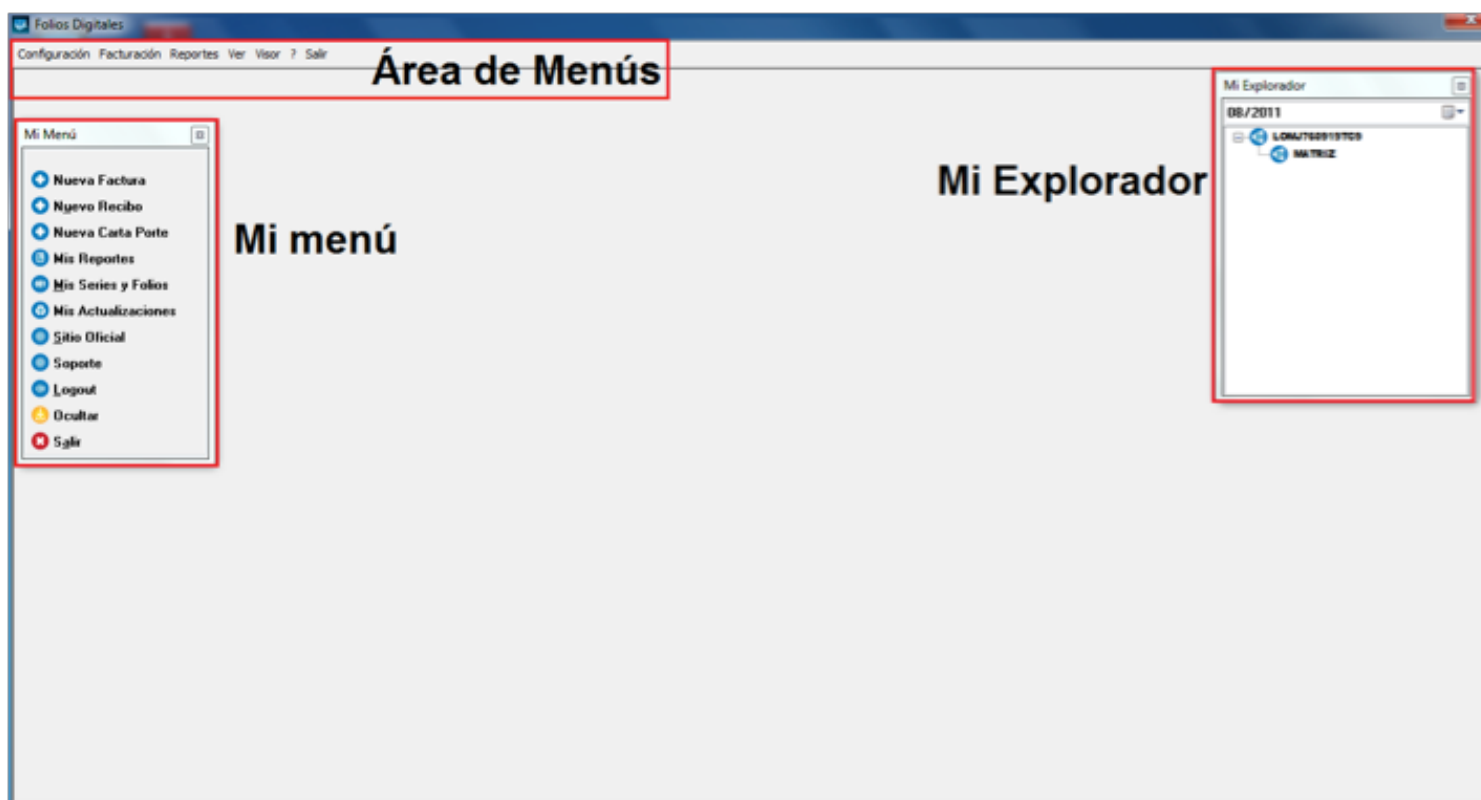 Folios Digitales
Configuración Facturación Reportes Ver Visor ? Salir
Área de Menús
Mi Explorador
08/2011
MATRIZ
Mi Explorador
Mi Menú
Nueva Factura
Nuevo Recibo
Nueva Carta Porte
Mis Reportes
Mis Series y Folios
Mis Actualizaciones
Sitio Oficial
Soporte
Logout
Ocultar
Salir
Mi menú